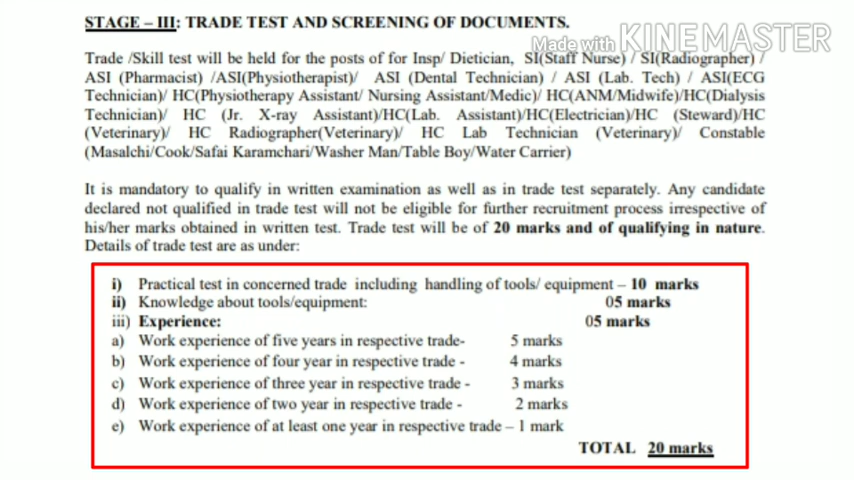 STAGE – III: TRADE TEST AND SCREENING OF DOCUMENTS.
Made with KINEMASTER
Trade /Skill test will be held for the posts of for Insp/ Dietician, SI(Staff Nurse) / SI(Radiographer) /
ASI (Pharmacist) /ASI(Physiotherapist)/ ASI (Dental Technician) / ASI (Lab. Tech) / ASI(ECG
Technician)/ HC(Physiotherapy Assistant/ Nursing Assistant/Medic)/ HC(ANM/Midwife)/HC(Dialysis
Technician)/ HC (Jr. X-ray Assistant)/HC(Lab. Assistant)/HC(Electrician)/HC (Steward)/HC
(Veterinary)/ HC Radiographer(Veterinary)/ HC Lab Technician (Veterinary)/ Constable
(Masalchi/Cook/Safai Karamchari/Washer Man/Table Boy/Water Carrier)
It is mandatory to qualify in written examination as well as in trade test separately. Any candidate
declared not qualified in trade test will not be eligible for further recruitment process irrespective of
his/her marks obtained in written test. Trade test will be of 20 marks and of qualifying in nature.
Details of trade test are as under:
i) Practical test in concerned trade including handling of tools/ equipment – 10 marks
ii) Knowledge about tools/equipment: 05 marks
iii) Experience: 05 marks
a) Work experience of five years in respective trade- 5 marks
b) Work experience of four year in respective trade - 4 marks
c) Work experience of three year in respective trade - 3 marks
d) Work experience of two year in respective trade - 2 marks
e) Work experience of at least one year in respective trade – 1 mark
TOTAL 20 marks